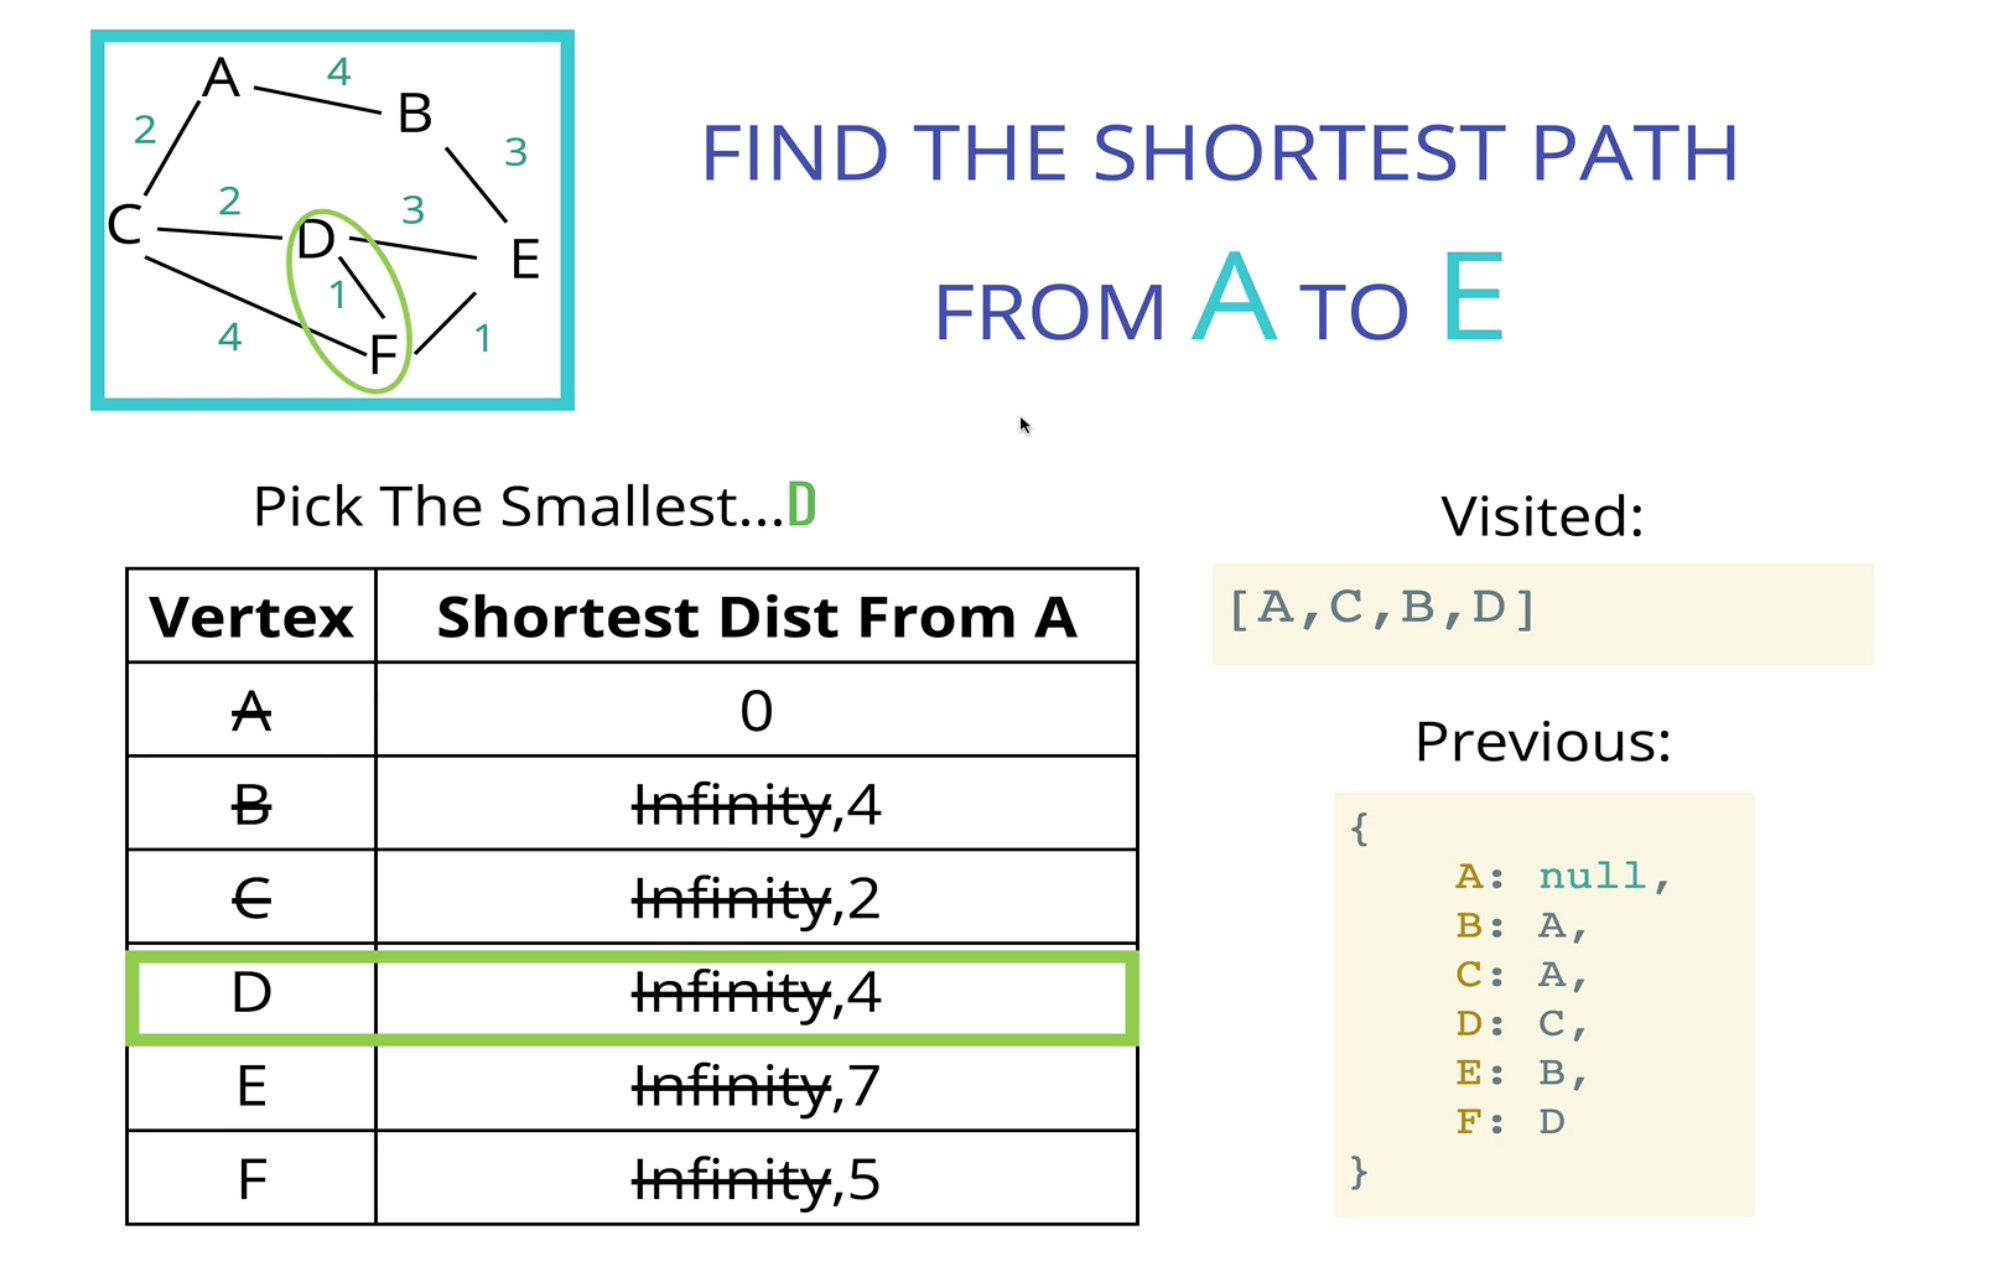 A 4 B
2 3
C 2 D 3 E
1
4 F 1
FIND THE SHORTEST PATH
FROM A TO E
Pick The Smallest...D
Vertex Shortest Dist From A
A 0
B Infinity,4
C Infinity,2
D Infinity,4
E Infinity,7
F Infinity,5
Visited:
[A,C,B,D]
Previous:
{
A: null,
B: A,
C: A,
D: C,
E: B,
F: D
}